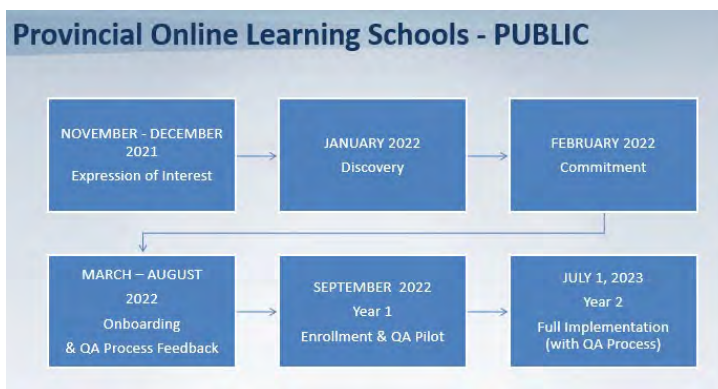 Provincial Online Learning Schools - PUBLIC
NOVEMBER - DECEMBER
2021
Expression of Interest
JANUARY 2022
Discovery
FEBRUARY 2022
Commitment
MARCH – AUGUST
2022
Onboarding
& QA Process Feedback
SEPTEMBER 2022
Year 1
Enrollment & QA Pilot
JULY 1, 2023
Year 2
Full Implementation
(with QA Process)